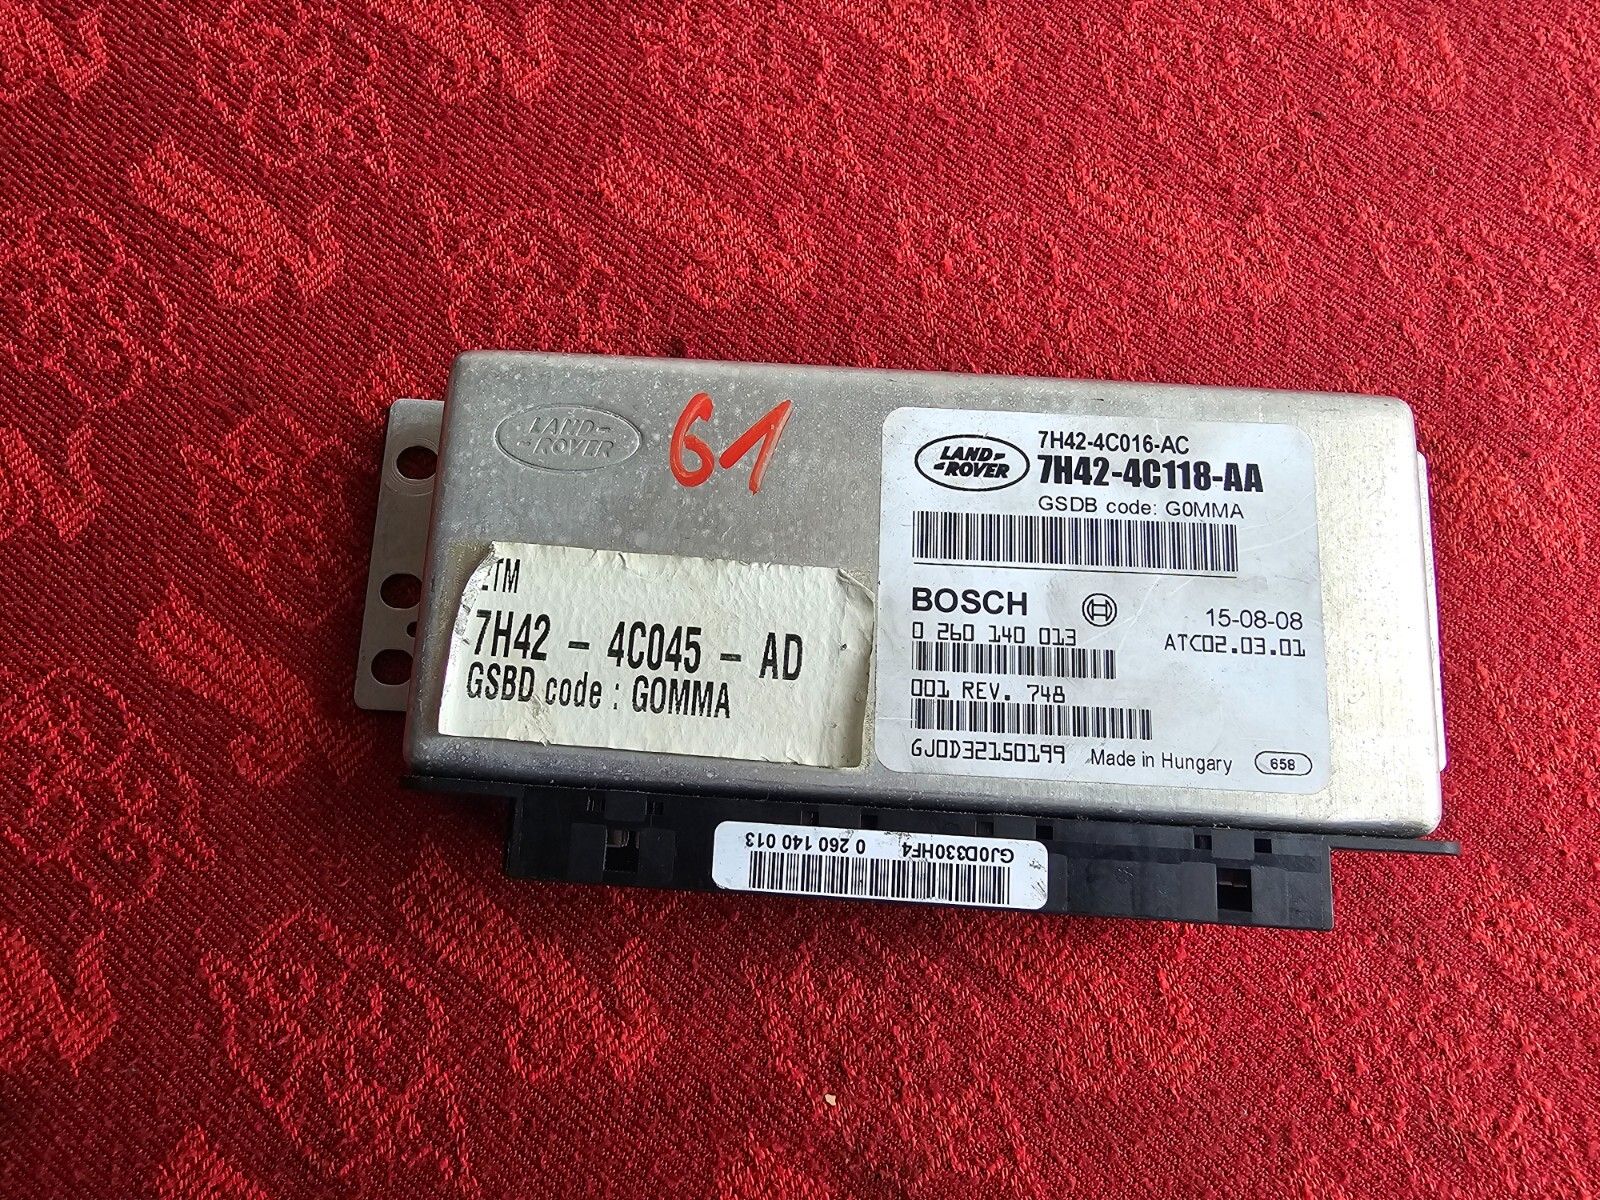 LAND-
-ROVER
61
TM
7H42 - 4C045 - AD
GSBD code : GOMMA
LAND-
-ROVER
7H42-4C016-AC
7H42-4C118-AA
GSDB code: G0MMA
BOSCH
15-08-08
0 260 140 013
ATC02.03.01
001 REV. 748
GJ0D32150199
Made in Hungary
658
GJ0D330HF4
0 260 140 013